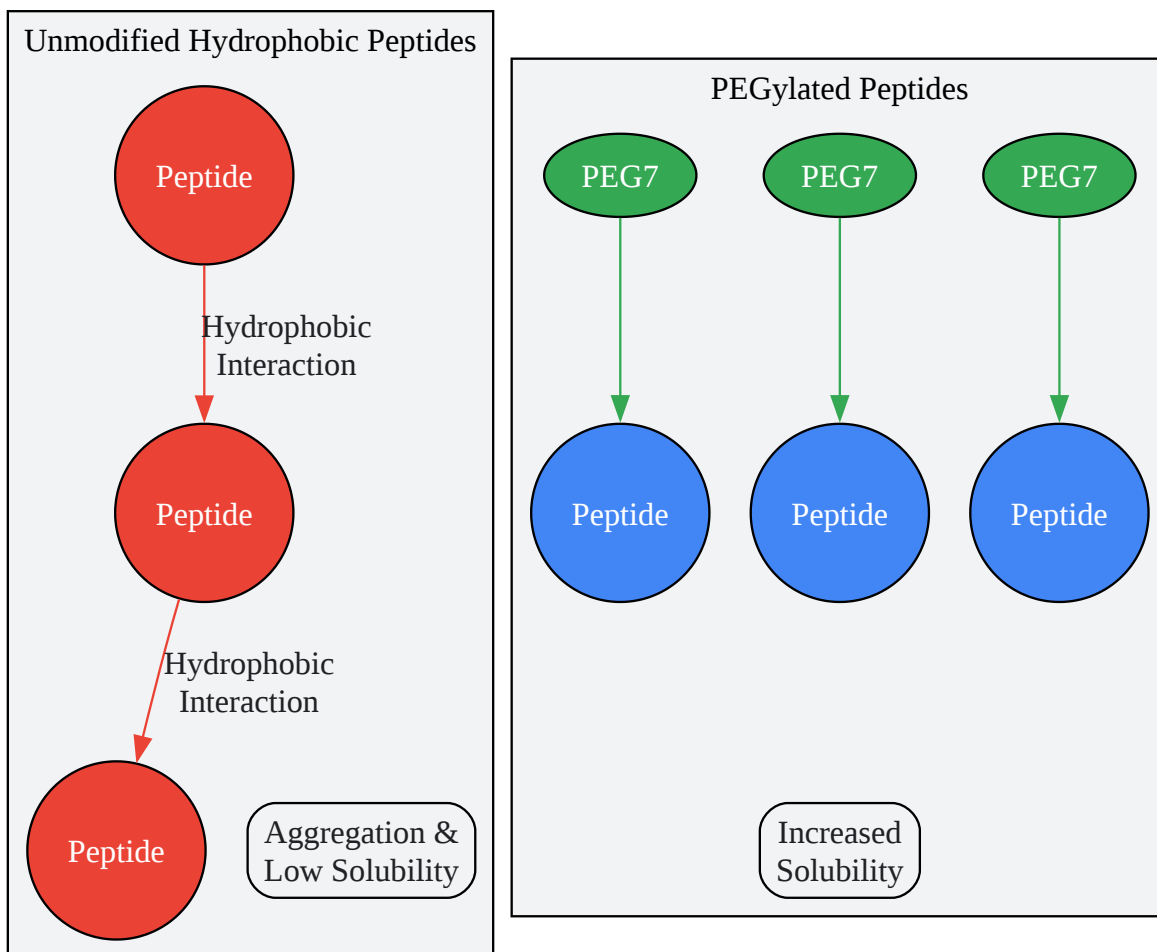 Unmodified Hydrophobic Peptides
Peptide
Hydrophobic
Interaction
Peptide
Hydrophobic
Interaction
Peptide
Aggregation &
Low Solubility
PEGylated Peptides
PEG7
PEG7
PEG7
Peptide
Peptide
Peptide
Increased
Solubility